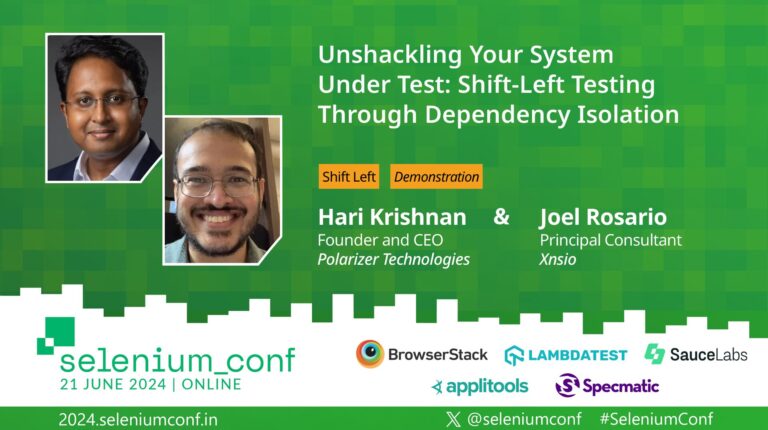 Unshackling Your System
Under Test: Shift-Left Testing
Through Dependency Isolation
Shift Left Demonstration
Hari Krishnan & Joel Rosario
Founder and CEO Principal Consultant
Polarizer Technologies Xnsio
selenium_conf
21 JUNE 2024 | ONLINE
BrowserStack LAMBDATEST SauceLabs
applitools Specmatic
2024.seleniumconf.in X @seleniumconf #SeleniumConf